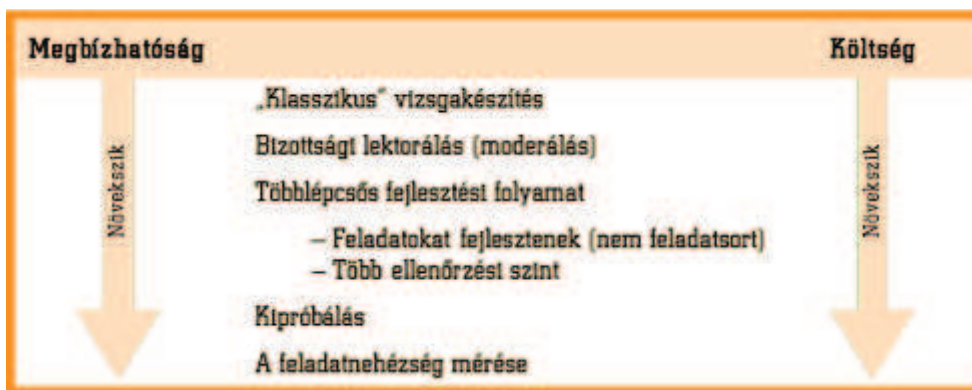 Megbízhatóság Költség
„Klasszikus” vizsgakészítés
Bizottsági lektorálás (moderálás)
Többlépcsős fejlesztési folyamat
– Feladatokat fejlesztenek (nem feladatsort)
– Több ellenőrzési szint
Kipróbálás
A feladatnehézség mérése
Növekszik
Növekszik